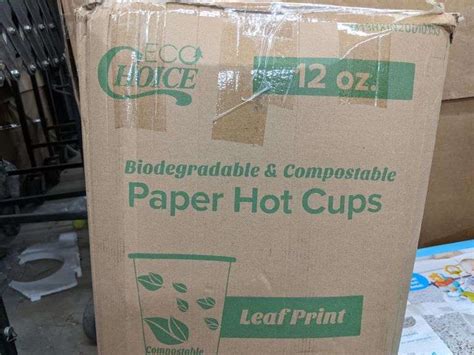 ECO
CHOICE
12 oz.
Biodegradable & Compostable
Paper Hot Cups
Leaf Print
Compostable